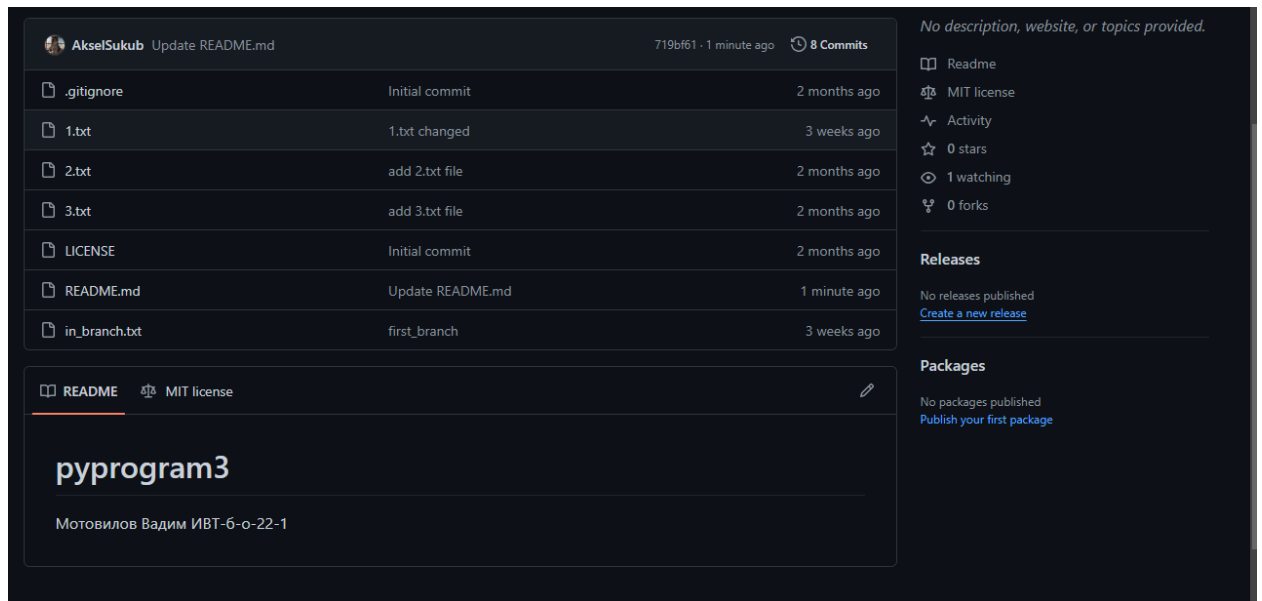 AkselSukub Update README.md 719bf61 · 1 minute ago 8 Commits
.gitignore Initial commit 2 months ago
1.txt 1.txt changed 3 weeks ago
2.txt add 2.txt file 2 months ago
3.txt add 3.txt file 2 months ago
LICENSE Initial commit 2 months ago
README.md Update README.md 1 minute ago
in_branch.txt first_branch 3 weeks ago
README MIT license
pyprogram3
Мотовилов Вадим ИВТ-б-о-22-1
No description, website, or topics provided.
Readme
MIT license
Activity
0 stars
1 watching
0 forks
Releases
No releases published
Create a new release
Packages
No packages published
Publish your first package